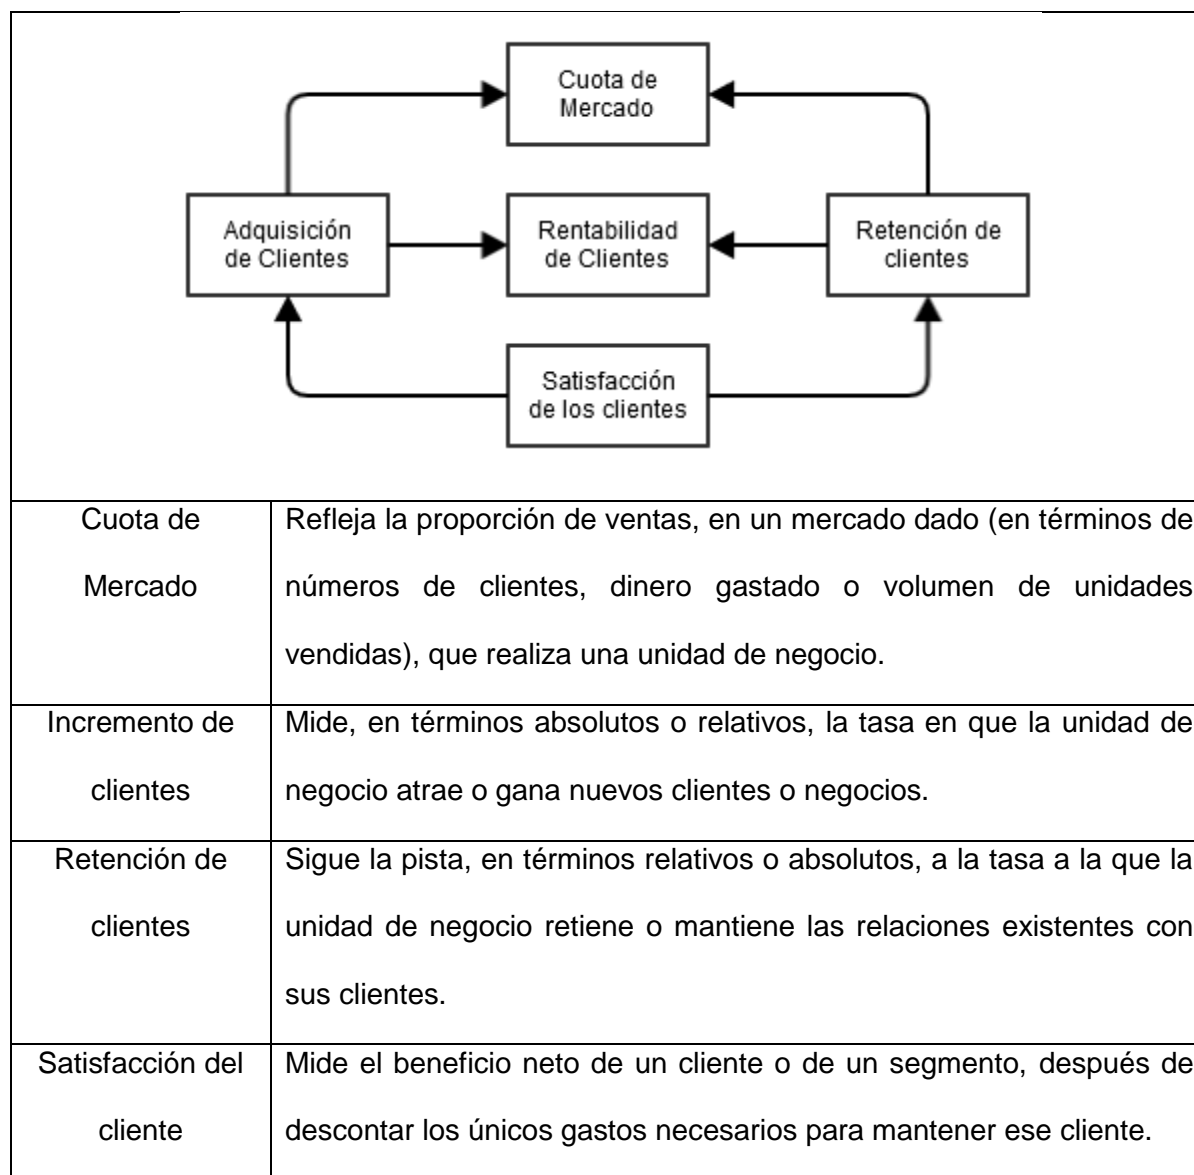 Cuota de
Mercado
Adquisición
de Clientes
Rentabilidad
de Clientes
Retención de
clientes
Satisfacción
de los clientes
Cuota de
Mercado
Refleja la proporción de ventas, en un mercado dado (en términos de
números de clientes, dinero gastado o volumen de unidades
vendidas), que realiza una unidad de negocio.
Incremento de
clientes
Mide, en términos absolutos o relativos, la tasa en que la unidad de
negocio atrae o gana nuevos clientes o negocios.
Retención de
clientes
Sigue la pista, en términos relativos o absolutos, a la tasa a la que la
unidad de negocio retiene o mantiene las relaciones existentes con
sus clientes.
Satisfacción del
cliente
Mide el beneficio neto de un cliente o de un segmento, después de
descontar los únicos gastos necesarios para mantener ese cliente.